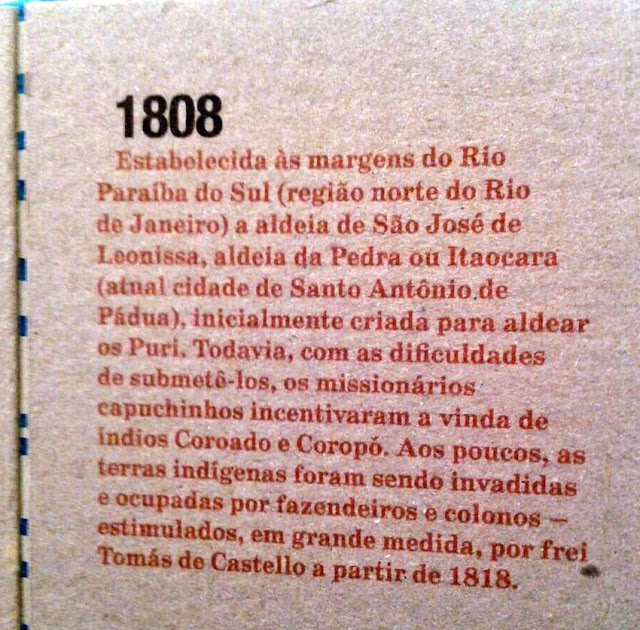 1808
Estabelecida às margens do Rio
Paraíba do Sul (região norte do Rio
de Janeiro) a aldeia de São José de
Leonissa, aldeia da Pedra ou Itaocara
(atual cidade de Santo Antônio de
Pádua), inicialmente criada para aldear
os Puri. Todavia, com as dificuldades
de submetê-los, os missionários
capuchinhos incentivaram a vinda de
índios Coroado e Coropó. Aos poucos, as
terras indígenas foram sendo invadidas
e ocupadas por fazendeiros e colonos —
estimulados, em grande medida, por frei
Tomás de Castello a partir de 1818.